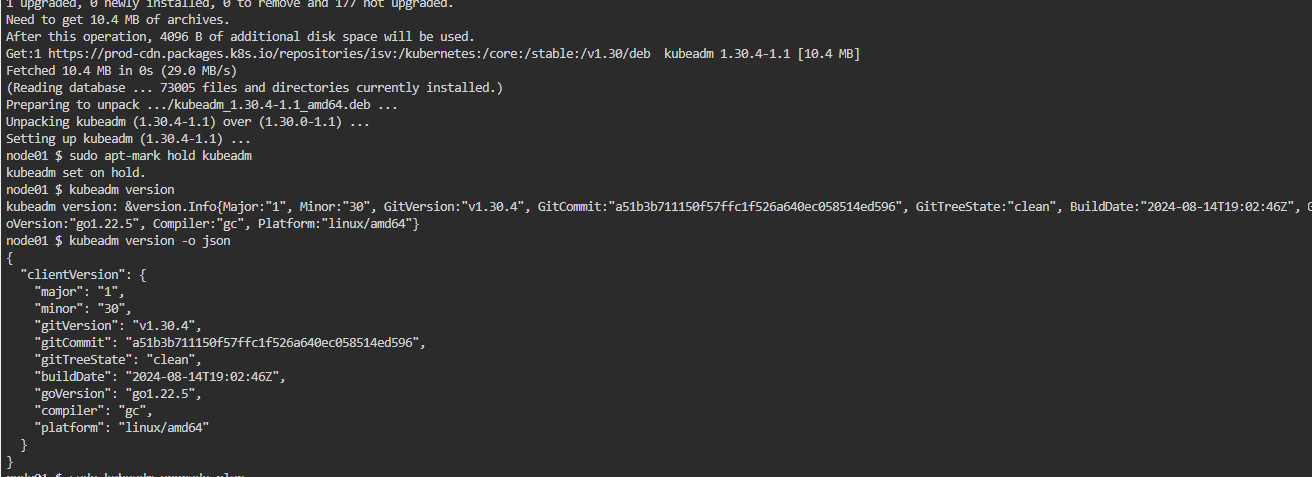 1 upgraded, 0 newly installed, 0 to remove and 177 not upgraded.
Need to get 10.4 MB of archives.
After this operation, 4096 B of additional disk space will be used.
Get:1 https://prod-cdn.packages.k8s.io/repositories/isv:/kubernetes:/core:/stable:/v1.30/deb  kubeadm 1.30.4-1.1 [10.4 MB]
Fetched 10.4 MB in 0s (29.0 MB/s)
(Reading database ... 73005 files and directories currently installed.)
Preparing to unpack .../kubeadm_1.30.4-1.1_amd64.deb ...
Unpacking kubeadm (1.30.4-1.1) over (1.30.0-1.1) ...
Setting up kubeadm (1.30.4-1.1) ...
node01 $ sudo apt-mark hold kubeadm
kubeadm set on hold.
node01 $ kubeadm version
kubeadm version: &version.Info{Major:"1", Minor:"30", GitVersion:"v1.30.4", GitCommit:"a51b3b711150f57ffc1f526a640ec058514ed596", GitTreeState:"clean", BuildDate:"2024-08-14T19:02:46Z", G
oVersion:"go1.22.5", Compiler:"gc", Platform:"linux/amd64"}
node01 $ kubeadm version -o json
{
  "clientVersion": {
    "major": "1",
    "minor": "30",
    "gitVersion": "v1.30.4",
    "gitCommit": "a51b3b711150f57ffc1f526a640ec058514ed596",
    "gitTreeState": "clean",
    "buildDate": "2024-08-14T19:02:46Z",
    "goVersion": "go1.22.5",
    "compiler": "gc",
    "platform": "linux/amd64"
  }
}
node01 $ sudo kubeadm upgrade plan